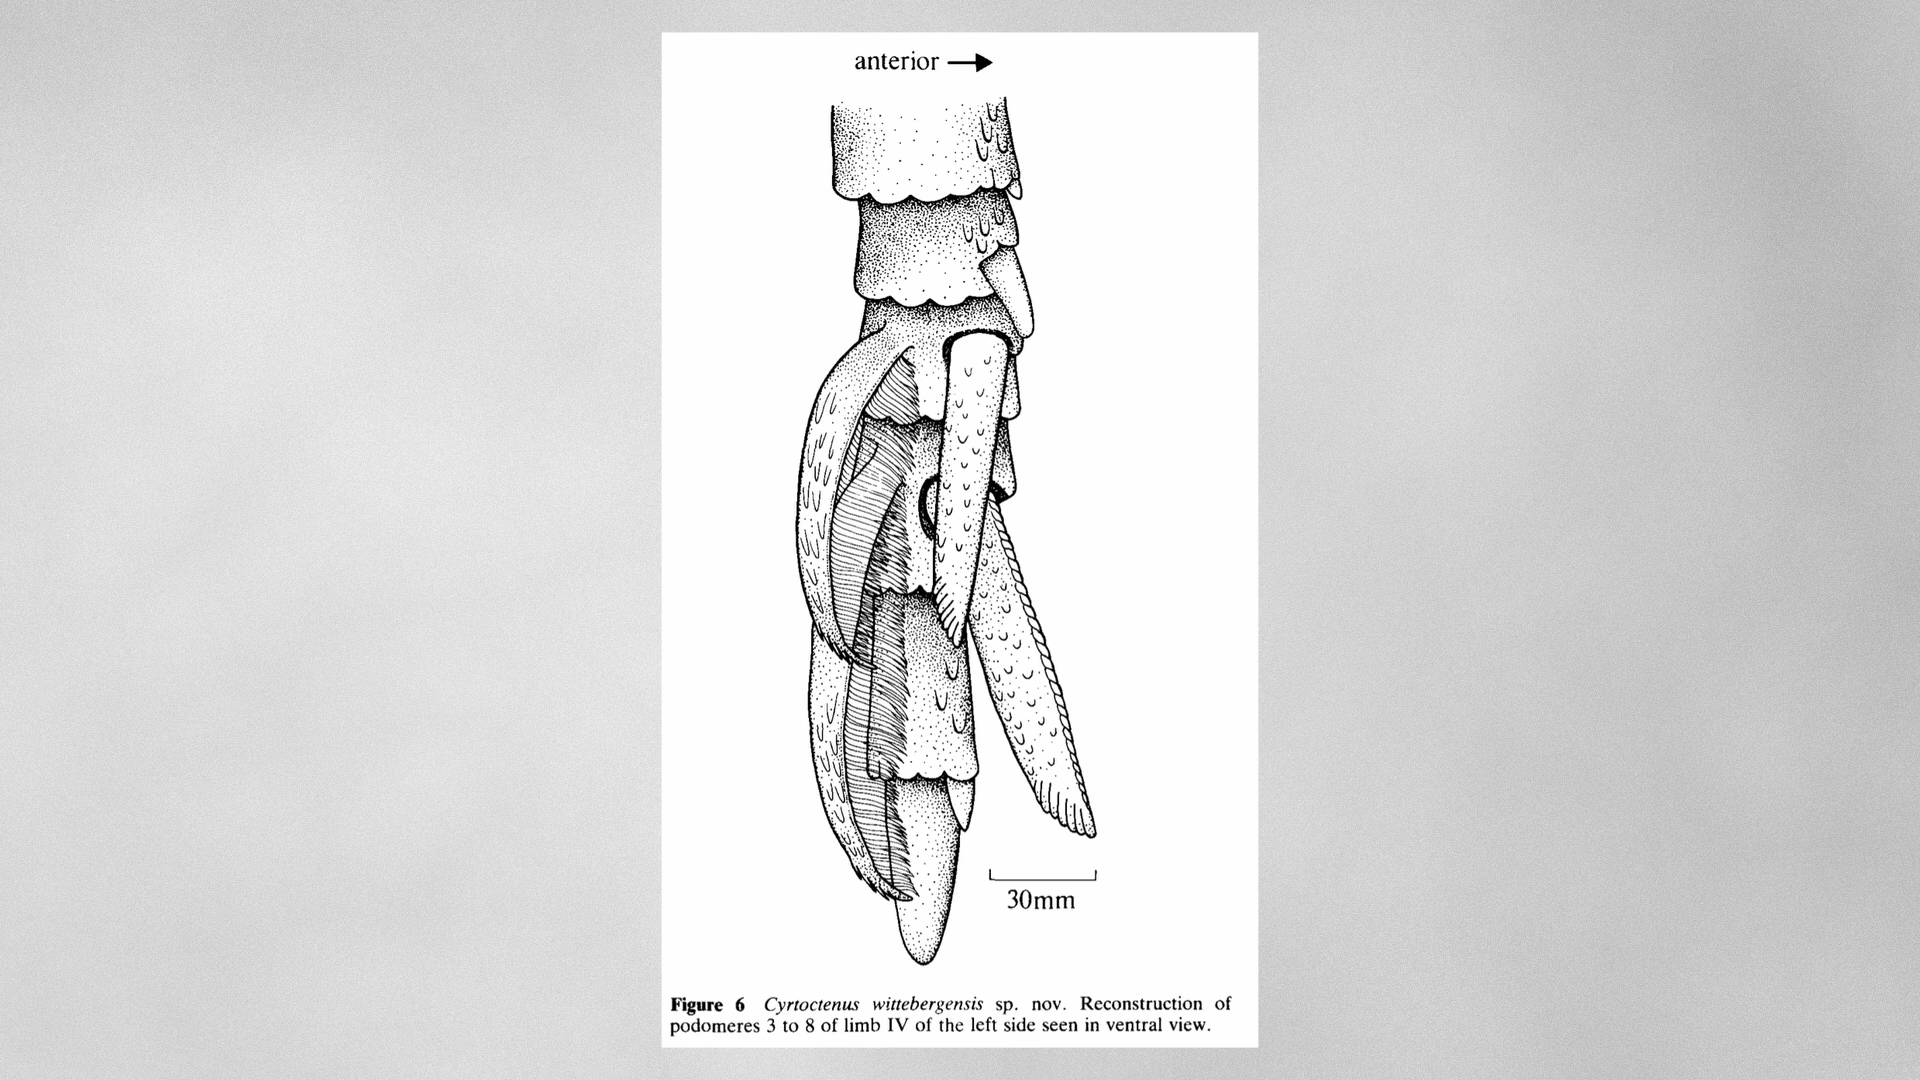 anterior
30mm
Figure 6 Cyrtoctenus wittebergensis sp. nov. Reconstruction of
podomeres 3 to 8 of limb IV of the left side seen in ventral view.